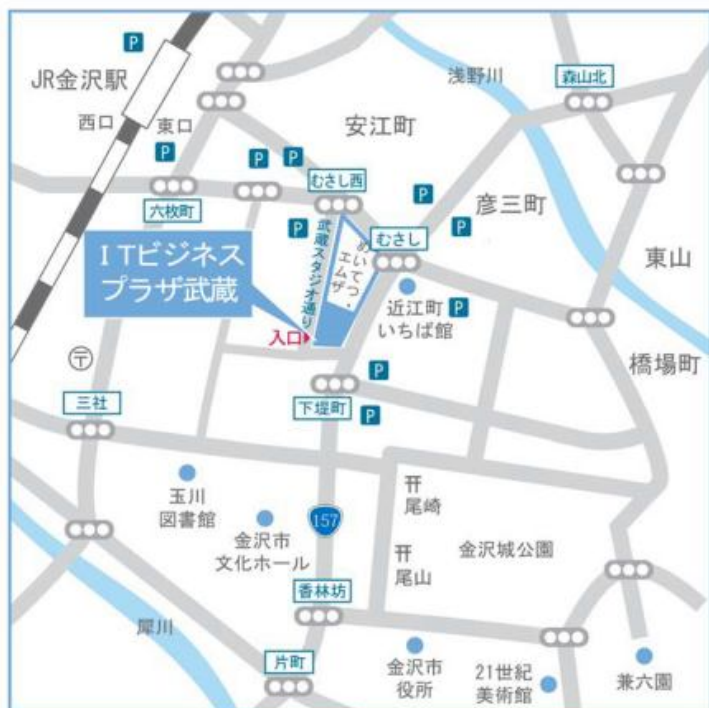 P
浅野川
森山北
JR金沢駅
西口
東口
安江町
P
P
P
むさし西
六枚町
P
彦三町
P
P
むさし
ITビジネス
プラザ武蔵
武蔵スタジオ通り
めいてつ・
エムザ
東山
近江町
いちば館
P
入口
橋場町
〒
三社
下堤町
P
P
玉川
図書館
尾崎
157
金沢市
文化ホール
尾山
金沢城公園
香林坊
犀川
片町
金沢市
役所
21世紀
美術館
兼六園